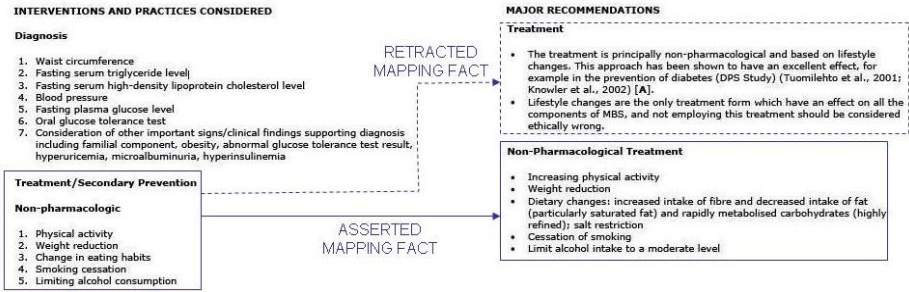 INTERVENTIONS AND PRACTICES CONSIDERED
Diagnosis
1. Waist circumference
2. Fasting serum triglyceride level
3. Fasting serum high-density lipoprotein cholesterol level
4. Blood pressure
5. Fasting plasma glucose level
6. Oral glucose tolerance test
7. Consideration of other important signs/clinical findings supporting diagnosis
including familial component, obesity, abnormal glucose tolerance test result,
hyperuricemia, microalbuminuria, hyperinsulinemia
Treatment/Secondary Prevention
Non-pharmacologic
1. Physical activity
2. Weight reduction
3. Change in eating habits
4. Smoking cessation
5. Limiting alcohol consumption
RETRACTED
MAPPING FACT
ASSERTED
MAPPING FACT
MAJOR RECOMMENDATIONS
Treatment
• The treatment is principally non-pharmacological and based on lifestyle
changes. This approach has been shown to have an excellent effect, for
example in the prevention of diabetes (DPS Study) (Tuomilehto et al., 2001;
Knowler et al., 2002) [A].
• Lifestyle changes are the only treatment form which have an effect on all the
components of MBS, and not employing this treatment should be considered
ethically wrong.
Non-Pharmacological Treatment
• Increasing physical activity
• Weight reduction
• Dietary changes: increased intake of fibre and decreased intake of fat
(particularly saturated fat) and rapidly metabolised carbohydrates (highly
refined); salt restriction
• Cessation of smoking
• Limit alcohol intake to a moderate level